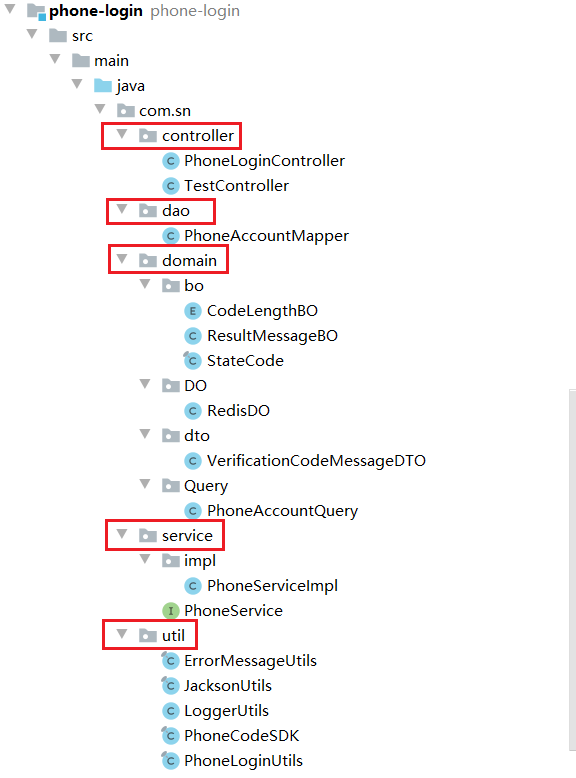 phone-login phone-login
src
main
java
com.sn
controller
C PhoneLoginController
C TestController
dao
C PhoneAccountMapper
domain
bo
E CodeLengthBO
C ResultMessageBO
C StateCode
DO
C RedisDO
dto
C VerificationCodeMessageDTO
Query
C PhoneAccountQuery
service
impl
C PhoneServiceImpl
I PhoneService
util
C ErrorMessageUtils
C JacksonUtils
C LoggerUtils
C PhoneCodeSDK
C PhoneLoginUtils